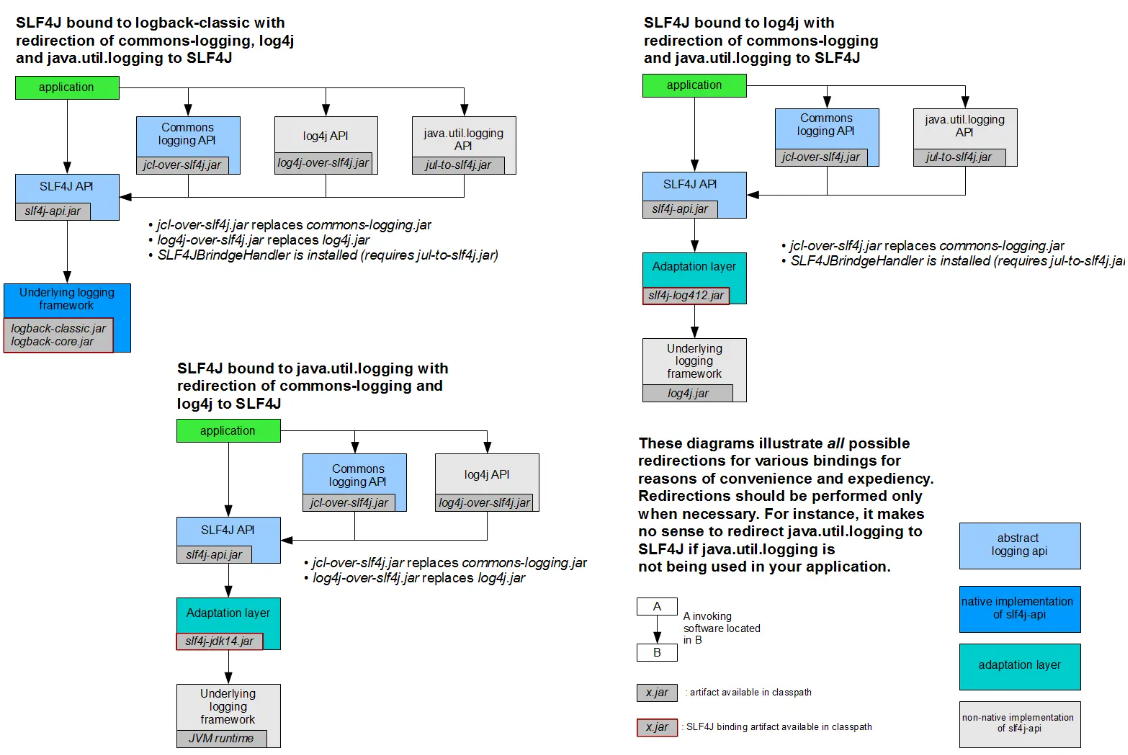 SLF4J bound to logback-classic with
redirection of commons-logging, log4j
and java.util.logging to SLF4J
application
Commons
logging API
jcl-over-slf4j.jar
log4j API
log4j-over-slf4j.jar
java.util.logging
API
jul-to-slf4j.jar
SLF4J API
slf4j-api.jar
• jcl-over-slf4j.jar replaces commons-logging.jar
• log4j-over-slf4j.jar replaces log4j.jar
• SLF4JBrindgeHandler is installed (requires jul-to-slf4j.jar)
Underlying logging
framework
logback-classic.jar
logback-core.jar
SLF4J bound to log4j with
redirection of commons-logging
and java.util.logging to SLF4J
application
Commons
logging API
jcl-over-slf4j.jar
java.util.logging
API
jul-to-slf4j.jar
SLF4J API
slf4j-api.jar
• jcl-over-slf4j.jar replaces commons-logging.jar
• SLF4JBrindgeHandler is installed (requires jul-to-slf4j.jar
Adaptation layer
slf4j-log412.jar
Underlying
logging
framework
log4j.jar
SLF4J bound to java.util.logging with
redirection of commons-logging and
log4j to SLF4J
application
Commons
logging API
jcl-over-slf4j.jar
log4j API
log4j-over-slf4j.jar
SLF4J API
slf4j-api.jar
• jcl-over-slf4j.jar replaces commons-logging.jar
• log4j-over-slf4j.jar replaces log4j.jar
Adaptation layer
slf4j-jdk14.jar
Underlying
logging
framework
JVM runtime
These diagrams illustrate all possible
redirections for various bindings for
reasons of convenience and expediency.
Redirections should be performed only
when necessary. For instance, it makes
no sense to redirect java.util.logging to
SLF4J if java.util.logging is
not being used in your application.
A
B
A invoking
software located
in B
x.jar : artifact available in classpath
x.jar : SLF4J binding artifact available in classpath
abstract
logging api
native implementation
of slf4j-api
adaptation layer
non-native implementation
of slf4j-api